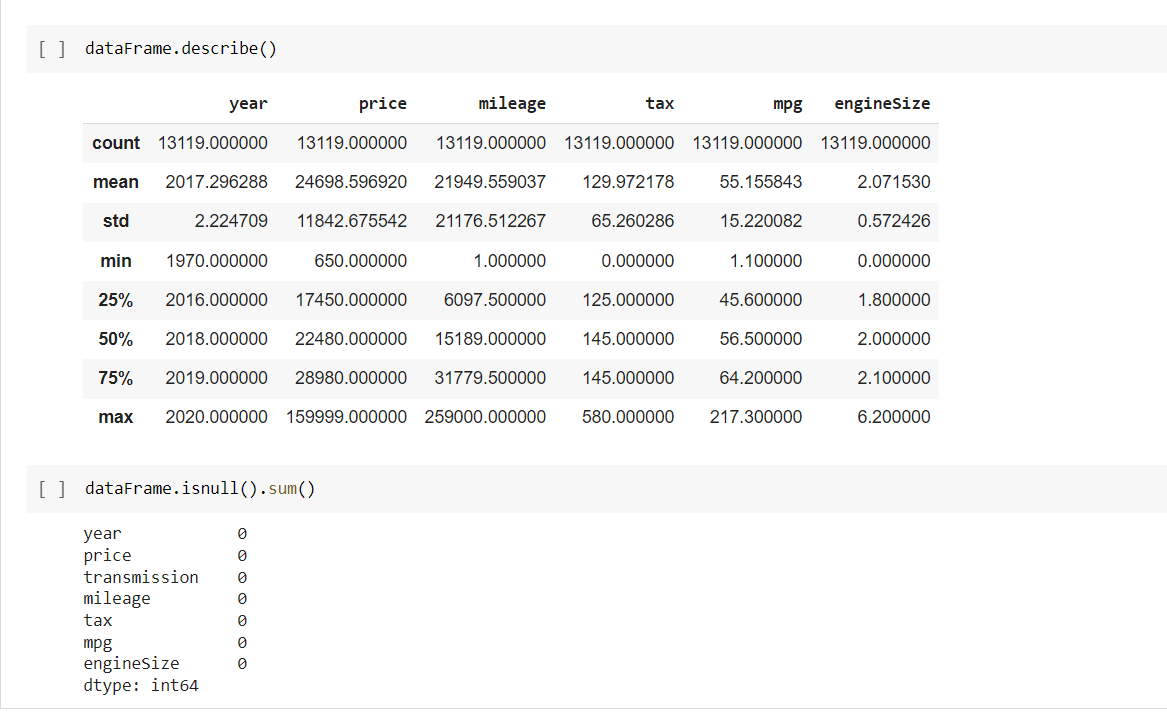 [ ] dataFrame.describe()
year price mileage tax mpg engineSize
count 13119.000000 13119.000000 13119.000000 13119.000000 13119.000000 13119.000000
mean 2017.296288 24698.596920 21949.559037 129.972178 55.155843 2.071530
std 2.224709 11842.675542 21176.512267 65.260286 15.220082 0.572426
min 1970.000000 650.000000 1.000000 0.000000 1.100000 0.000000
25% 2016.000000 17450.000000 6097.500000 125.000000 45.600000 1.800000
50% 2018.000000 22480.000000 15189.000000 145.000000 56.500000 2.000000
75% 2019.000000 28980.000000 31779.500000 145.000000 64.200000 2.100000
max 2020.000000 159999.000000 259000.000000 580.000000 217.300000 6.200000
[ ] dataFrame.isnull().sum()
year 0
price 0
transmission 0
mileage 0
tax 0
mpg 0
engineSize 0
dtype: int64